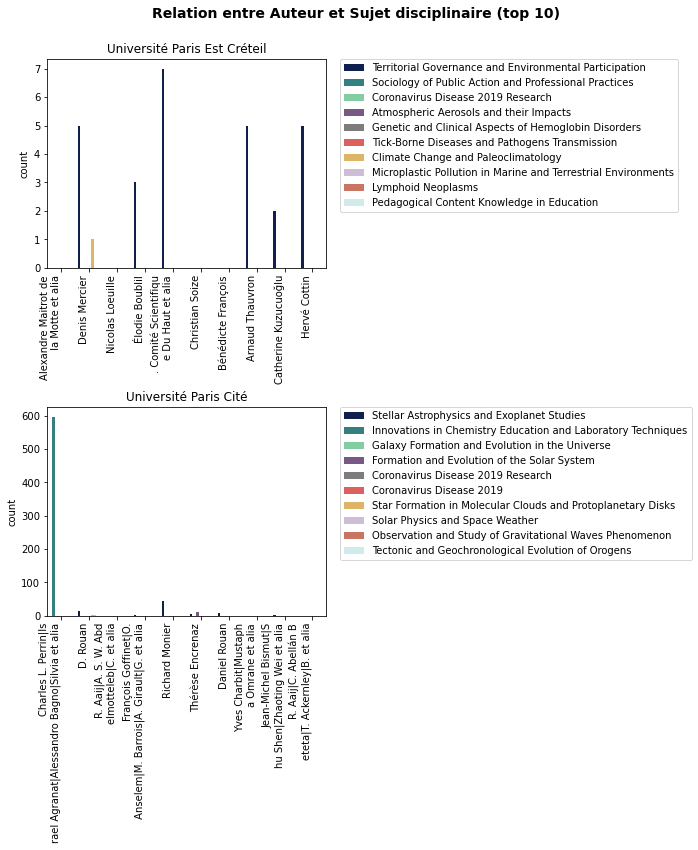 Relation entre Auteur et Sujet disciplinaire (top 10)
Université Paris Est Créteil
count
7
6
5
4
3
2
1
0
Alexandre Maitrot de
la Motte et alia
Denis Mercier
Nicolas Loeuille
Élodie Boublil
. Comité Scientifiqu
e Du Haut et alia
Christian Soize
Bénédicte François
Arnaud Thauvron
Catherine Kuzucuoğlu
Hervé Cottin
Territorial Governance and Environmental Participation
Sociology of Public Action and Professional Practices
Coronavirus Disease 2019 Research
Atmospheric Aerosols and their Impacts
Genetic and Clinical Aspects of Hemoglobin Disorders
Tick-Borne Diseases and Pathogens Transmission
Climate Change and Paleoclimatology
Microplastic Pollution in Marine and Terrestrial Environments
Lymphoid Neoplasms
Pedagogical Content Knowledge in Education
Université Paris Cité
count
600
500
400
300
200
100
0
Charles L. Perrin|Is
rael Agranat|Alessandro Bagno|Silvia et alia
D. Rouan
R. Aaij|A. S. W. Abd
elmotteleb|C. et alia
François Goffinet|O.
Anselem|M. Barrois|A. Girault|G. et alia
Richard Monier
Thérèse Encrenaz
Daniel Rouan
Yves Charbit|Mustaph
a Omrane et alia
Jean-Michel Bismut|S
hu Shen|Zhaoting Wei et alia
R. Aaij|C. Abellán B
eteta|T. Ackernley|B. et alia
Stellar Astrophysics and Exoplanet Studies
Innovations in Chemistry Education and Laboratory Techniques
Galaxy Formation and Evolution in the Universe
Formation and Evolution of the Solar System
Coronavirus Disease 2019 Research
Coronavirus Disease 2019
Star Formation in Molecular Clouds and Protoplanetary Disks
Solar Physics and Space Weather
Observation and Study of Gravitational Waves Phenomenon
Tectonic and Geochronological Evolution of Orogens